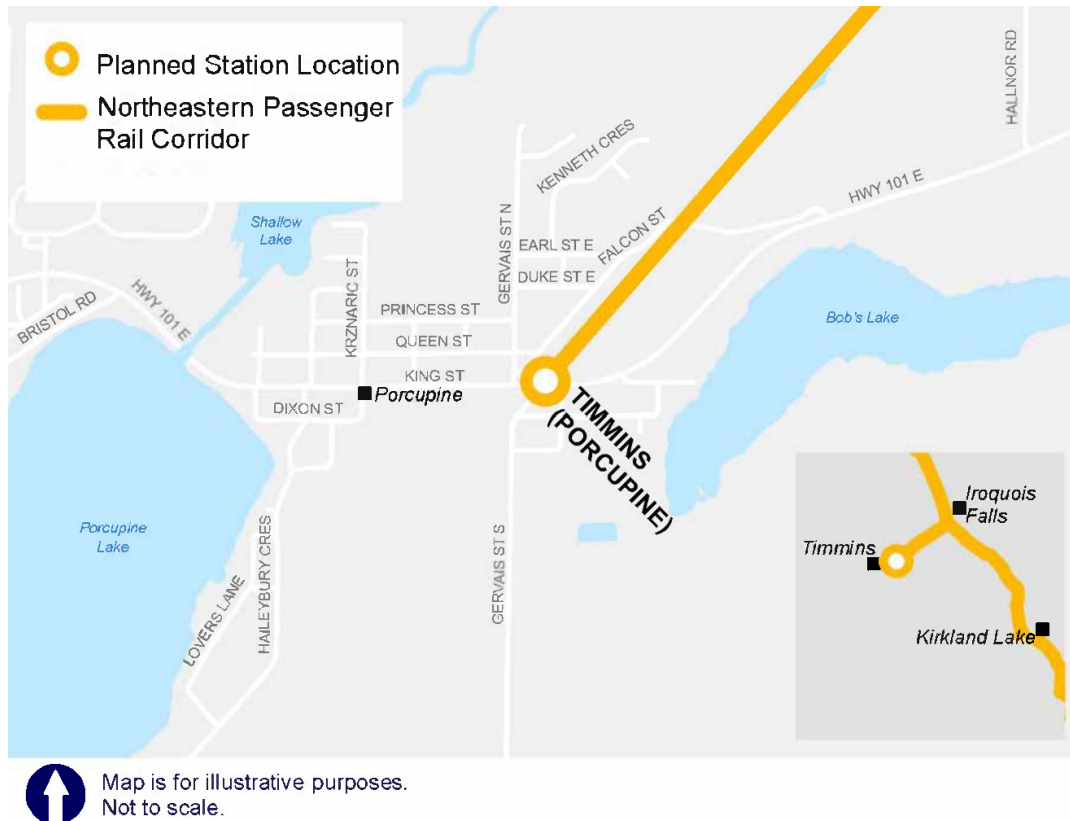 Planned Station Location
Northeastern Passenger
Rail Corridor
HALLNOR RD
KENNETH CRES
HWY 101 E
Shallow
Lake
GERVAIS ST N
EARL ST E
FALCON ST
DUKE ST E
BRISTOL RD
HWY 101 E
KRZNARIC ST
PRINCESS ST
QUEEN ST
KING ST
Bob's Lake
Porcupine
DIXON ST
TIMMINS
(PORCUPINE)
Porcupine
Lake
LOVERS LANE
HAILEYBURY CRES
GERVAIS ST S
Iroquois
Falls
Timmins
Kirkland Lake
Map is for illustrative purposes.
Not to scale.